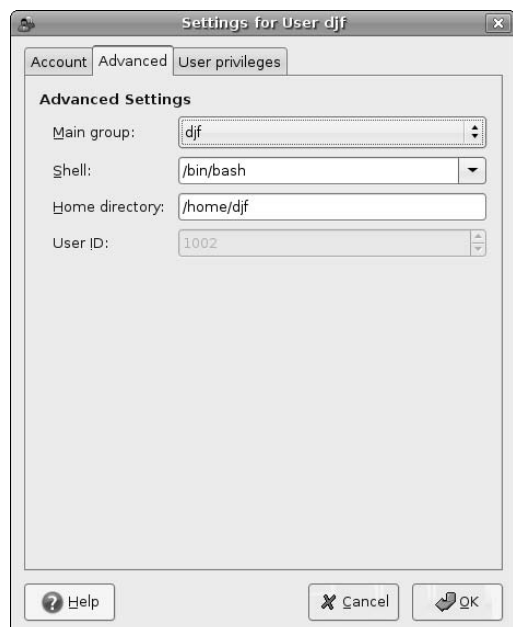 Settings for User djf
Account Advanced User privileges
Advanced Settings
Main group: djf
Shell: /bin/bash
Home directory: /home/djf
User ID: 1002
Help Cancel OK